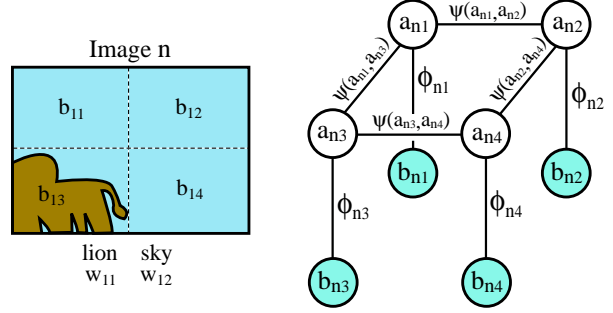 Image n
b11 b12
b13 b14
lion sky
w11 w12
an1 ψ(an1,an2) an2
ψ(an1,an3) ϕn1 ψ(an2,an4) ϕn2
an3 ψ(an3,an4) an4
bn1 bn2
ϕn3 ϕn4
bn3 bn4